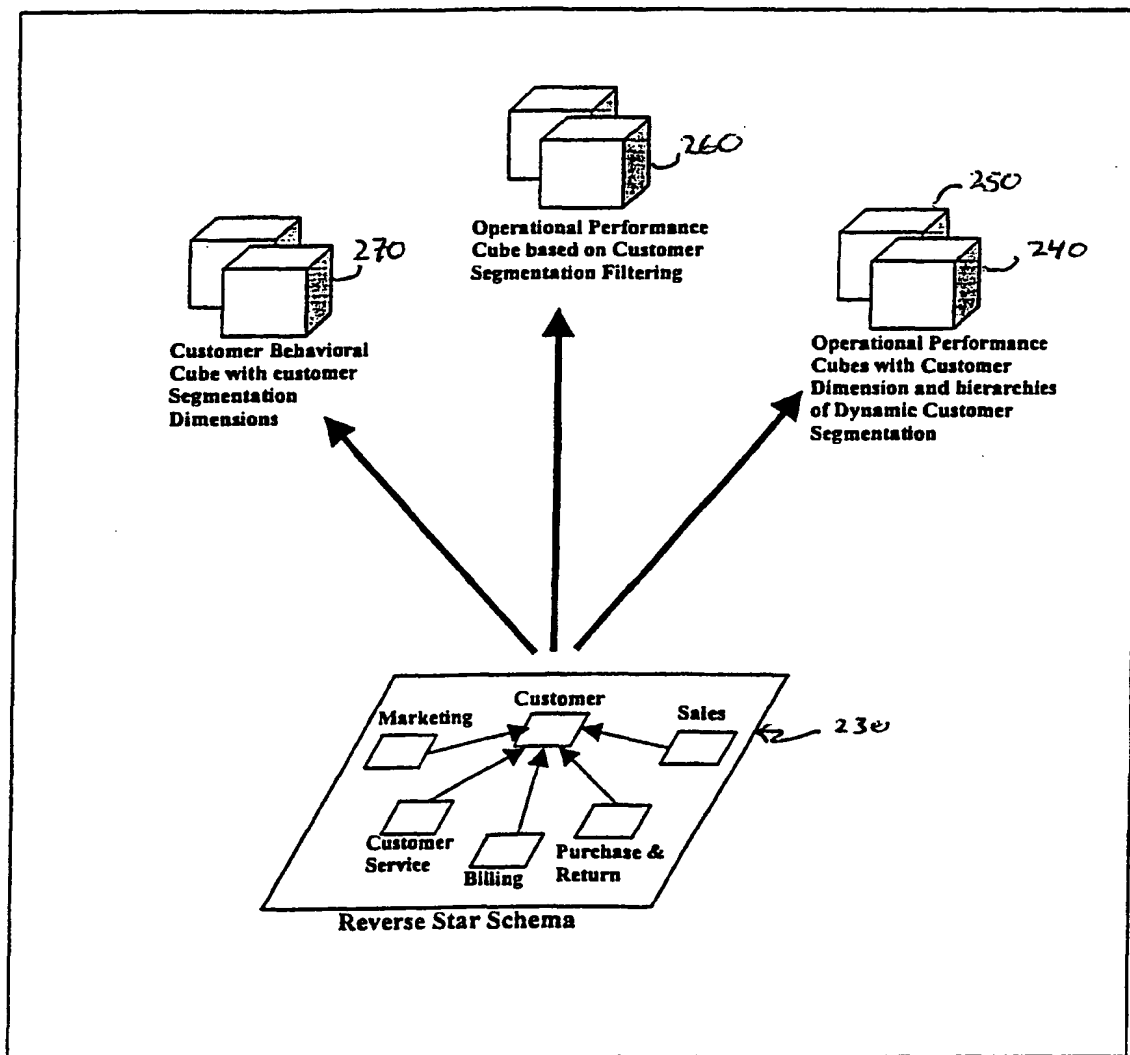 260
250
240
270
Operational Performance
Cube based on Customer
Segmentation Filtering
Customer Behavioral
Cube with customer
Segmentation
Dimensions
Operational Performance
Cubes with Customer
Dimension and hierarchies
of Dynamic Customer
Segmentation
Customer
Marketing
Sales
230
Customer
Service
Billing
Purchase &
Return
Reverse Star Schema